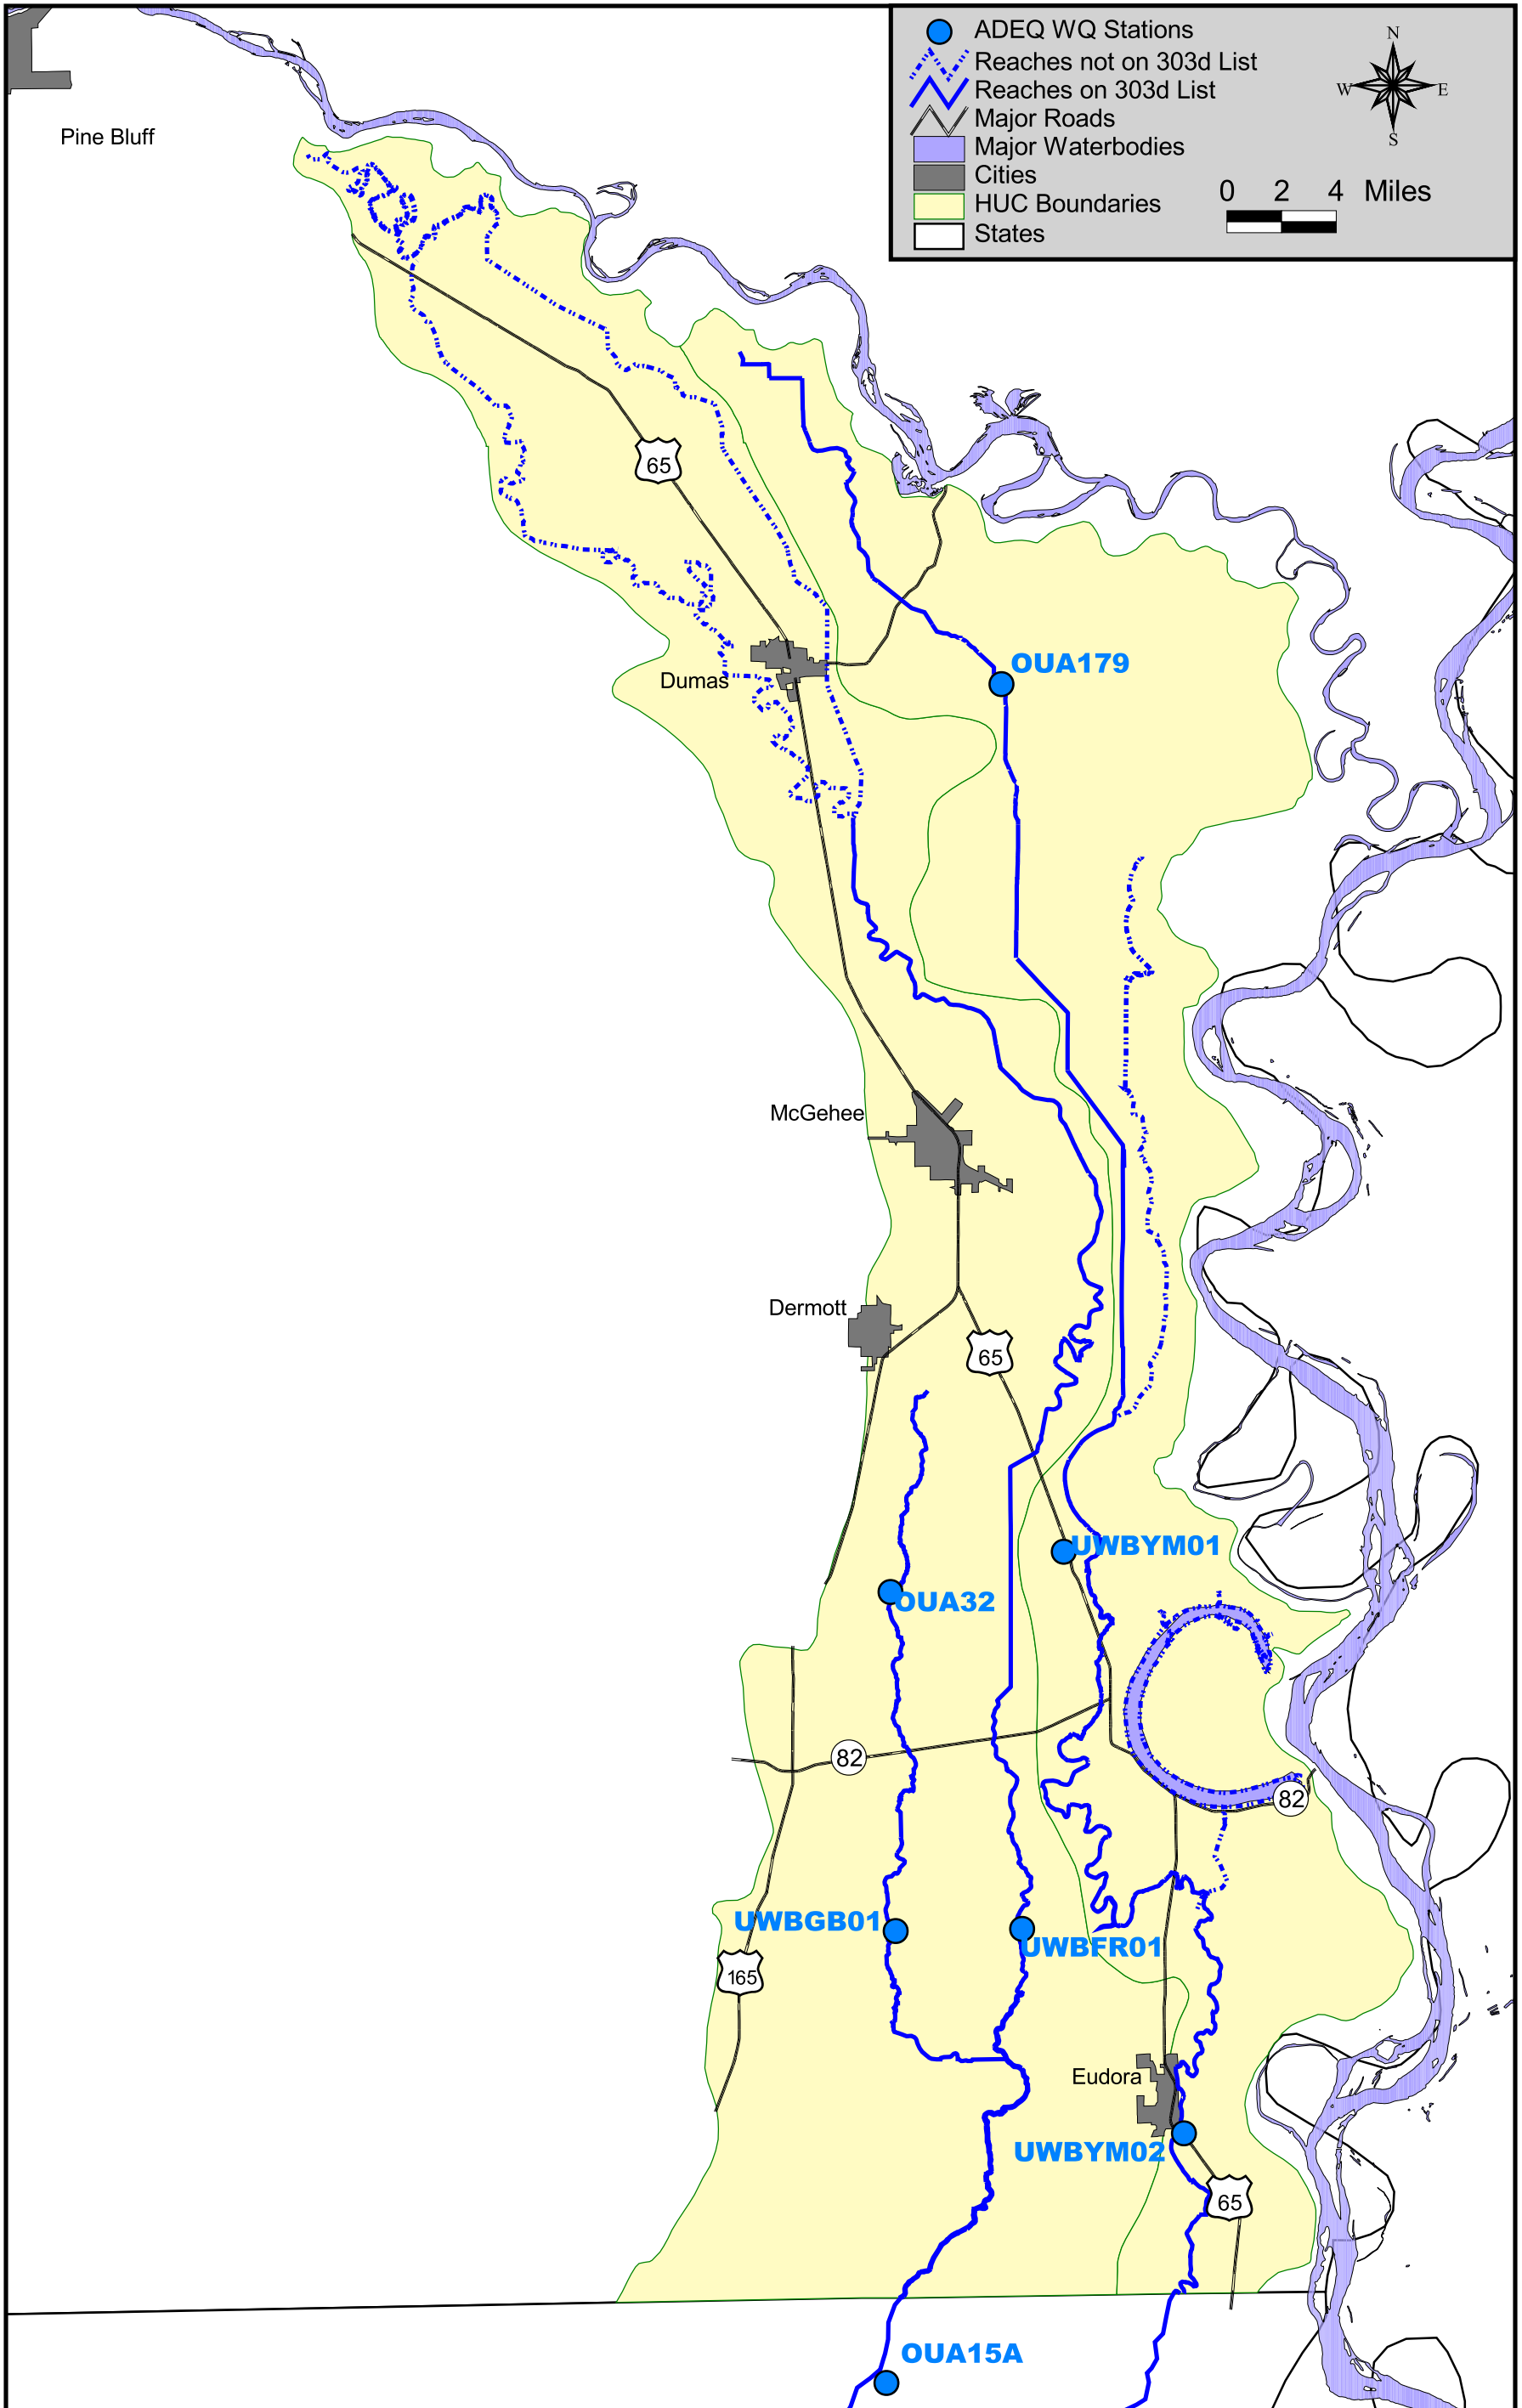 ADEQ WQ Stations
Reaches not on 303d List
Reaches on 303d List
Major Roads
Major Waterbodies
Cities
HUC Boundaries
States
N
W E
S
0 2 4 Miles
Pine Bluff
65
OUA179
Dumas
McGehee
Dermott
65
UWBYM01
OUA32
82
82
UWBGB01
UWBFR01
165
Eudora
UWBYM02
65
OUA15A